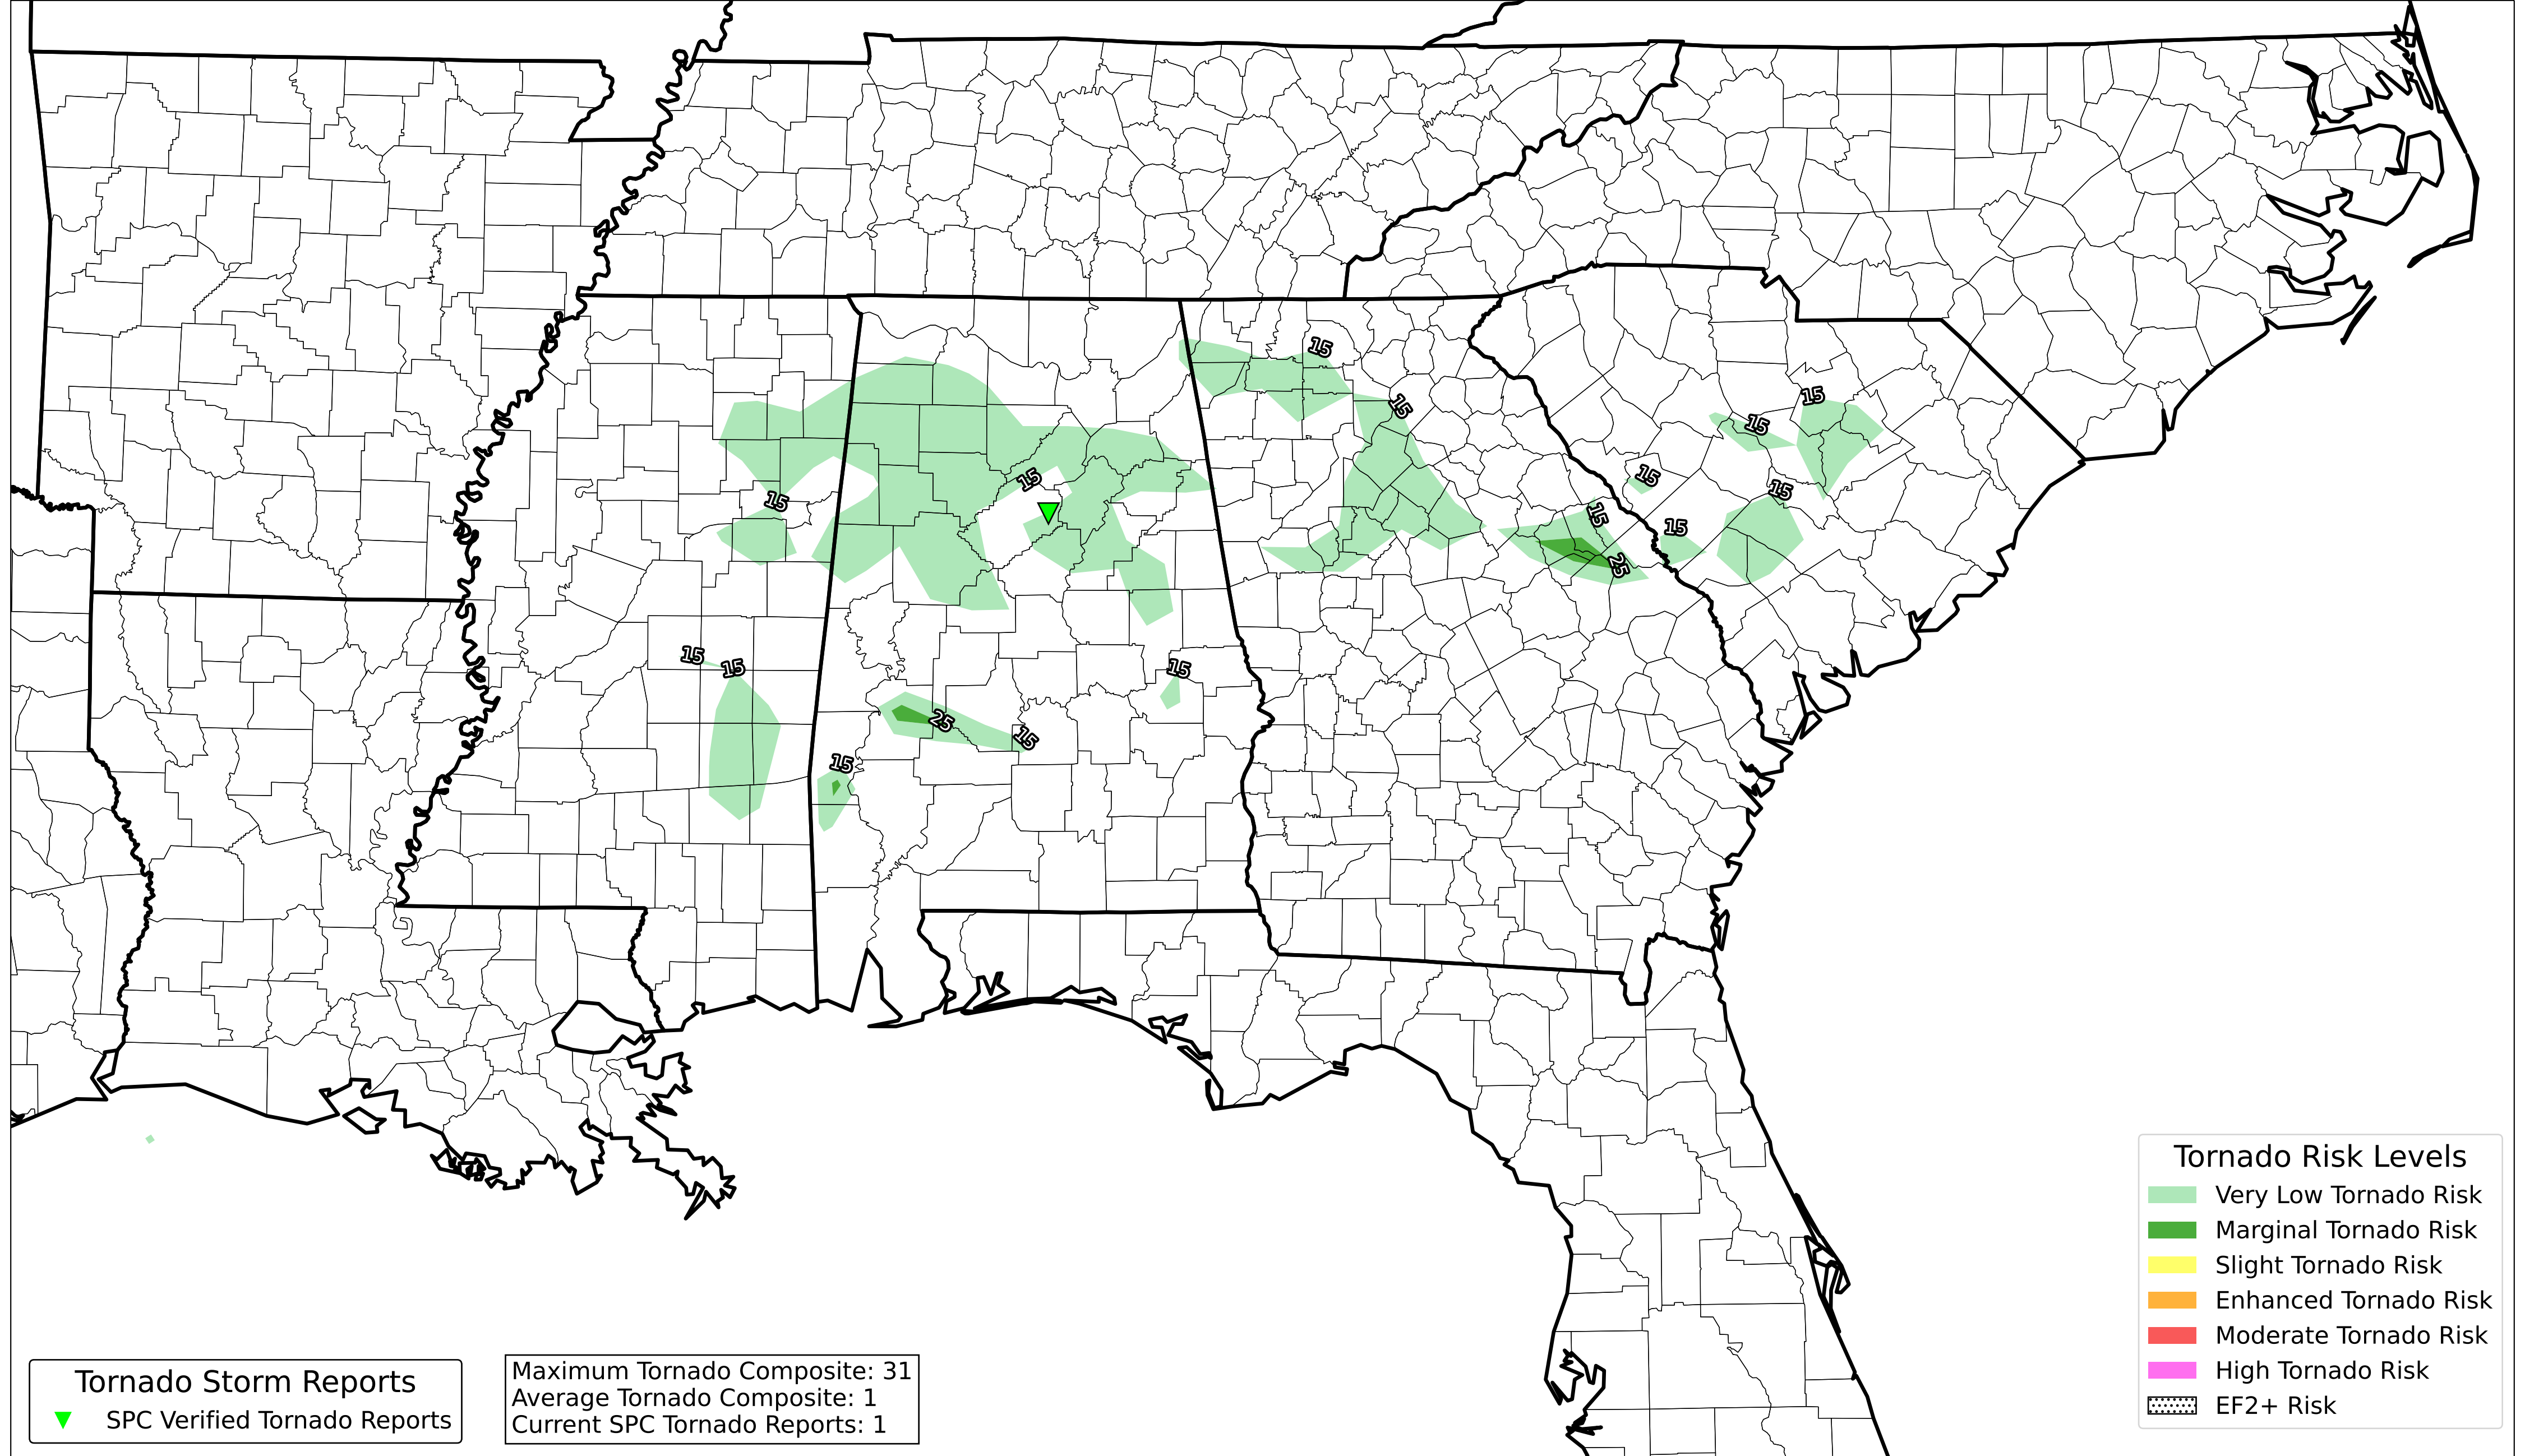 15
15
15
15
15
15
15
15
15
15
25
15
15
15
25
15
15
Tornado Risk Levels
Very Low Tornado Risk
Marginal Tornado Risk
Slight Tornado Risk
Enhanced Tornado Risk
Moderate Tornado Risk
High Tornado Risk
EF2+ Risk
Tornado Storm Reports
SPC Verified Tornado Reports
Maximum Tornado Composite: 31
Average Tornado Composite: 1
Current SPC Tornado Reports: 1